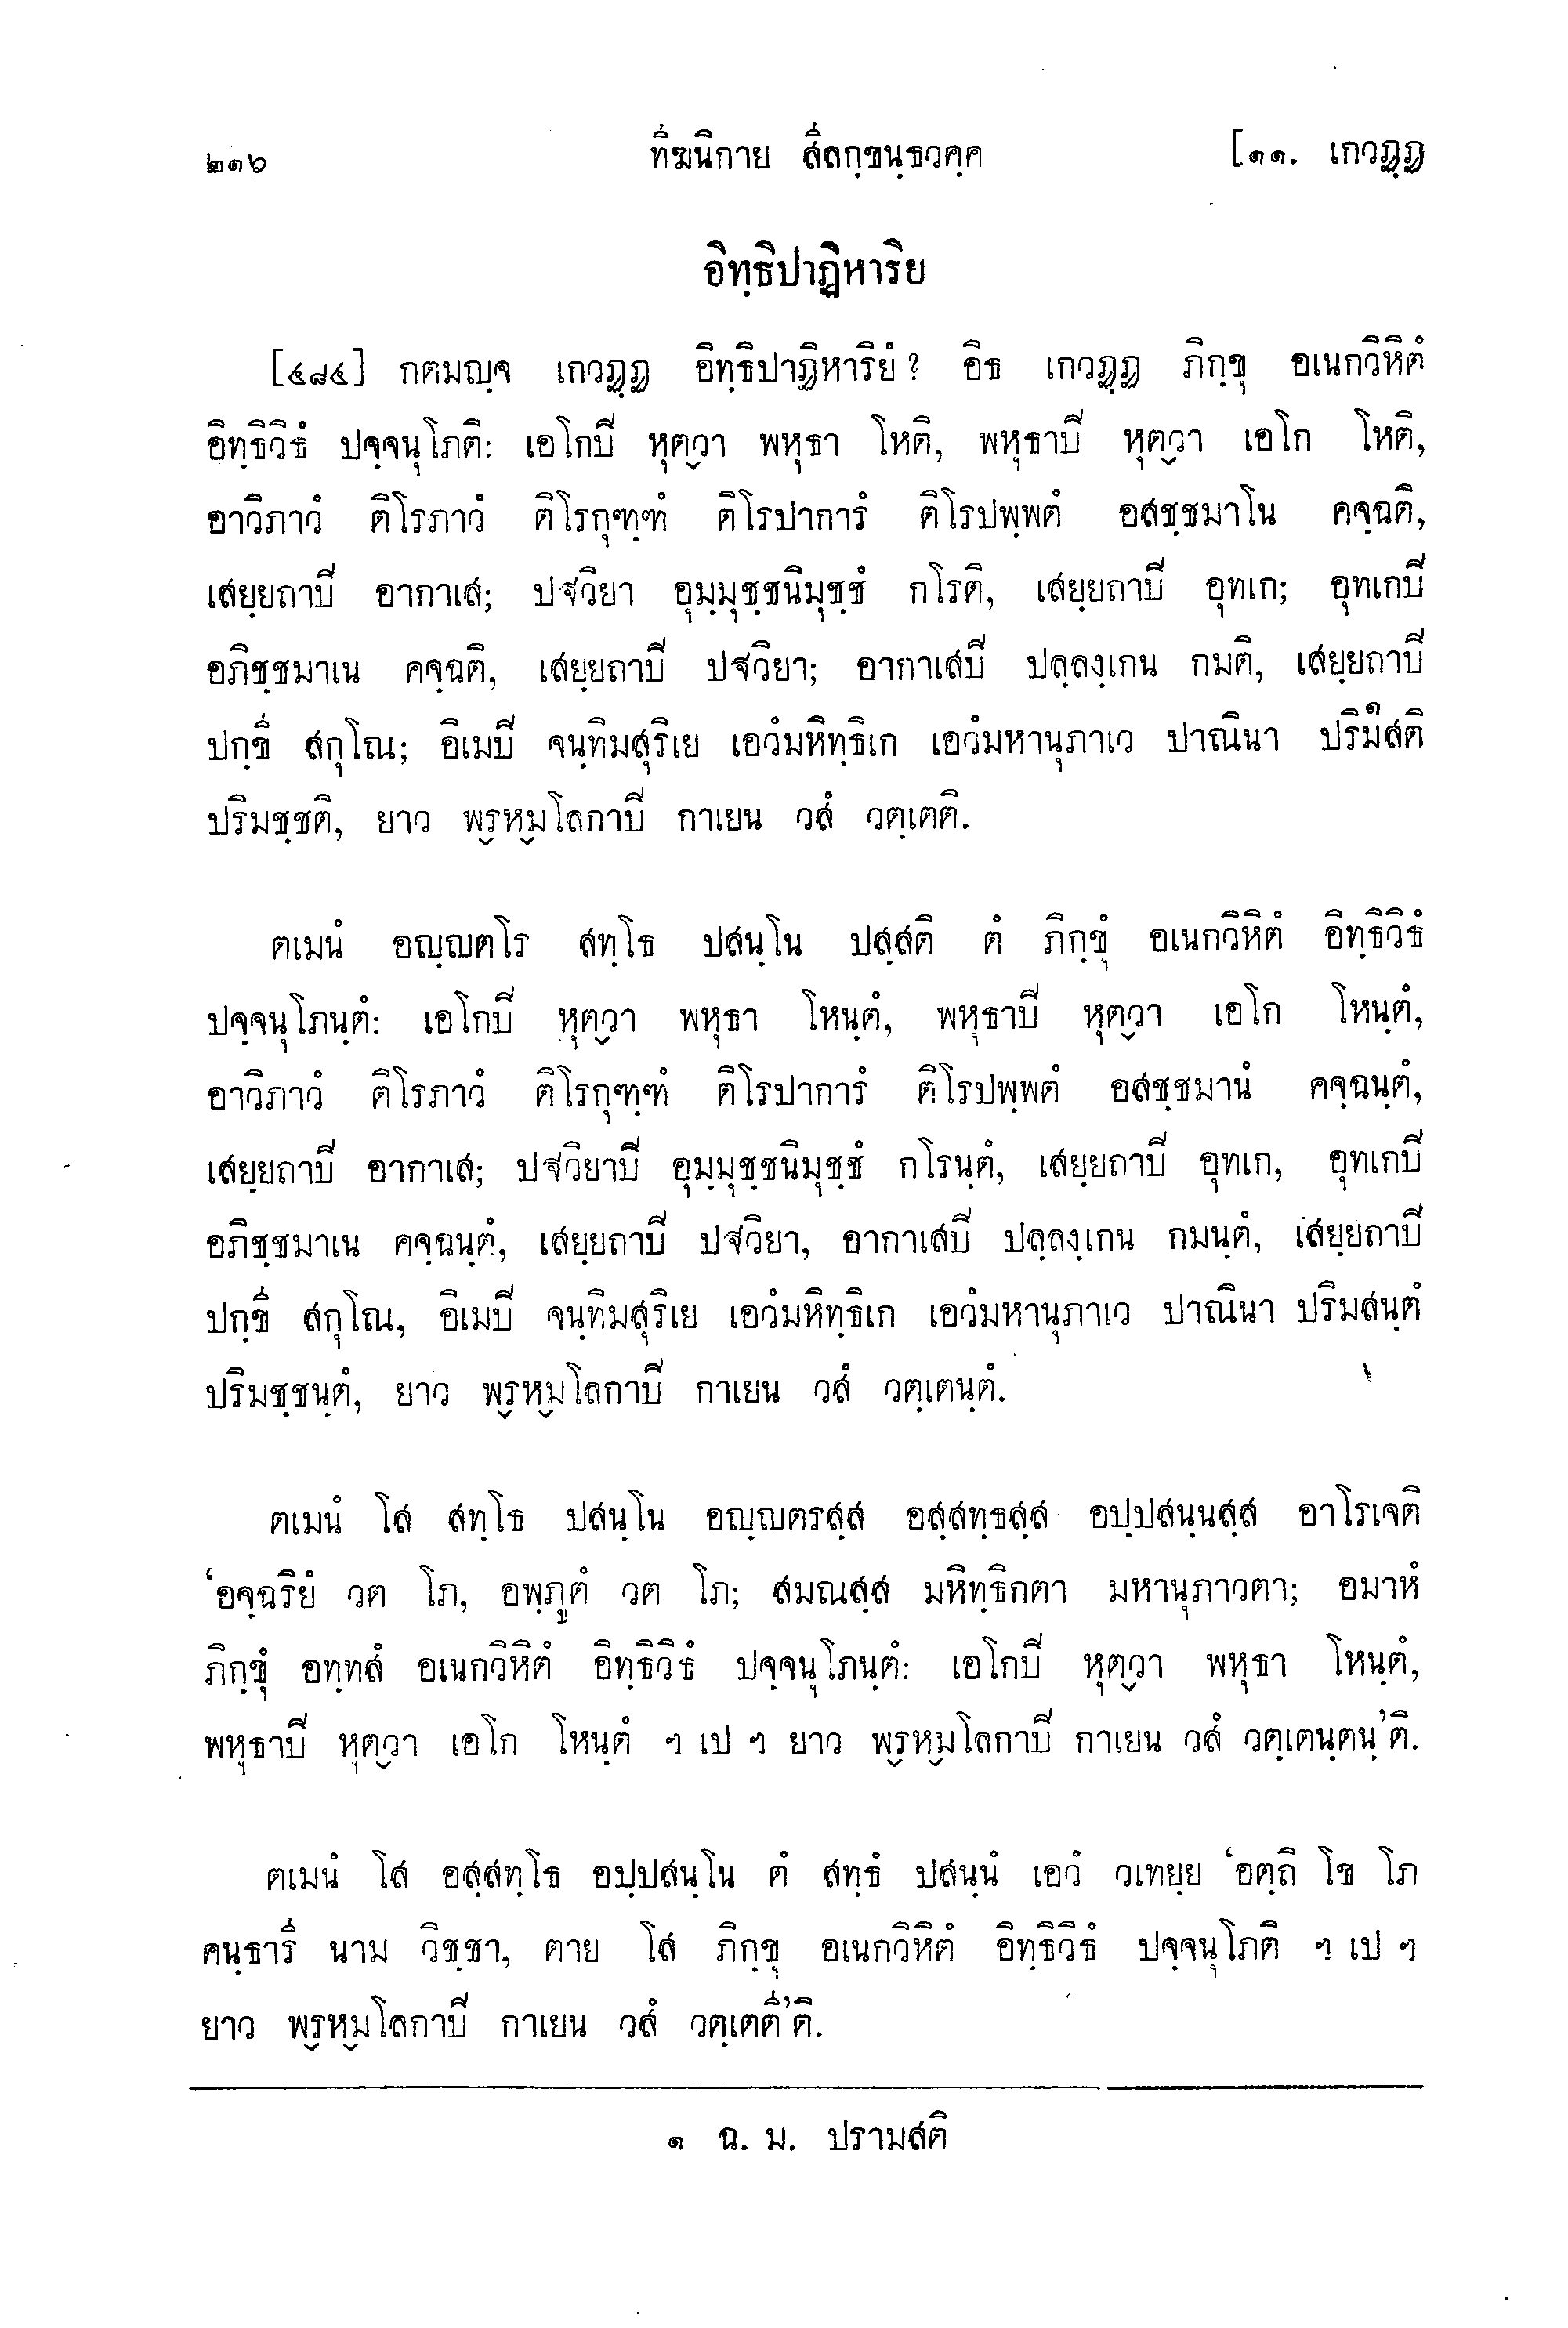 ๒๑๖ ทีฆนิกาย สีลกฺขนฺธวคฺค [๑๑. เกวฏฺฏ
อิทฺธิปาฏิหาริย
[๔๘๔] กตมญฺจ เกวฏฺฏ อิทฺธิปาฏิหาริยํ? อิธ เกวฏฺฏ ภิกฺขุ อเนกวิหิตํ
อิทฺธิวิธํ ปจฺจนุโภติ: เอโกปิ หุต๎วา พหุธา โหติ, พหุธาปิ หุต๎วา เอโก โหติ,
อาวิภาวํ ติโรภาวํ ติโรกุฑฺฑํ ติโรปาการํ ติโรปพฺพตํ อสชฺชมาโน คจฺฉติ,
เสยฺยถาปิ อากาเส; ปฐวิยา อุมฺมุชฺชนิมุชฺชํ กโรติ, เสยฺยถาปิ อุทเก; อุทเกปิ
อภิชฺชมาเน คจฺฉติ, เสยฺยถาปิ ปฐวิยา; อากาเสปิ ปลฺลงฺเกน กมติ, เสยฺยถาปิ
ปกฺขี สกุโณ; อิเมปิ จนฺทิมสุริเย เอวํมหิทฺธิเก เอวํมหานุภาเว ปาณินา ปริมสติ๑
ปริมชฺชติ, ยาว พ๎รห๎มโลกาปิ กาเยน วสํ วตฺเตติ.
ตเมนํ อญฺญตโร สทฺโธ ปสนฺโน ปสฺสติ ตํ ภิกฺขุํ อเนกวิหิตํ อิทฺธิวิธํ
ปจฺจนุโภนฺตํ: เอโกปิ หุต๎วา พหุธา โหนฺตํ, พหุธาปิ หุต๎วา เอโก โหนฺตํ,
อาวิภาวํ ติโรภาวํ ติโรกุฑฺฑํ ติโรปาการํ ติโรปพฺพตํ อสชฺชมานํ คจฺฉนฺตํ,
เสยฺยถาปิ อากาเส; ปฐวิยาปิ อุมฺมุชฺชนิมุชฺชํ กโรนฺตํ, เสยฺยถาปิ อุทเก, อุทเกปิ
อภิชฺชมาเน คจฺฉนฺตํ, เสยฺยถาปิ ปฐวิยา, อากาเสปิ ปลฺลงฺเกน กมนฺตํ, เสยฺยถาปิ
ปกฺขี สกุโณ, อิเมปิ จนฺทิมสุริเย เอวํมหิทฺธิเก เอวํมหานุภาเว ปาณินา ปริมสนฺตํ
ปริมชฺชนฺตํ, ยาว พ๎รห๎มโลกาปิ กาเยน วสํ วตฺเตนฺตํ.
ตเมนํ โส สทฺโธ ปสนฺโน อญฺญตรสฺส อสฺสทฺธสฺส อปฺปสนฺนสฺส อาโรเจติ
‘อจฺฉริยํ วต โภ, อพฺภูตํ วต โภ; สมณสฺส มหิทฺธิกตา มหานุภาวตา; อมาหํ
ภิกฺขุํ อทฺทสํ อเนกวิหิตํ อิทฺธิวิธํ ปจฺจนุโภนฺตํ: เอโกปิ หุต๎วา พหุธา โหนฺตํ,
พหุธาปิ หุต๎วา เอโก โหนฺตํ ฯ เป ฯ ยาว พ๎รห๎มโลกาปิ กาเยน วสํ วตฺเตนฺตนฺ’ติ.
ตเมนํ โส อสฺสทฺโธ อปฺปสนฺโน ตํ สทฺธํ ปสนฺนํ เอวํ วเทยฺย ‘อตฺถิ โข โภ
คนฺธารี นาม วิชฺชา, ตาย โส ภิกฺขุ อเนกวิหิตํ อิทฺธิวิธํ ปจฺจนุโภติ ฯ เป ฯ
ยาว พ๎รห๎มโลกาปิ กาเยน วสํ วตฺเตตี’ติ.
๑ ฉ. ม. ปรามสติ